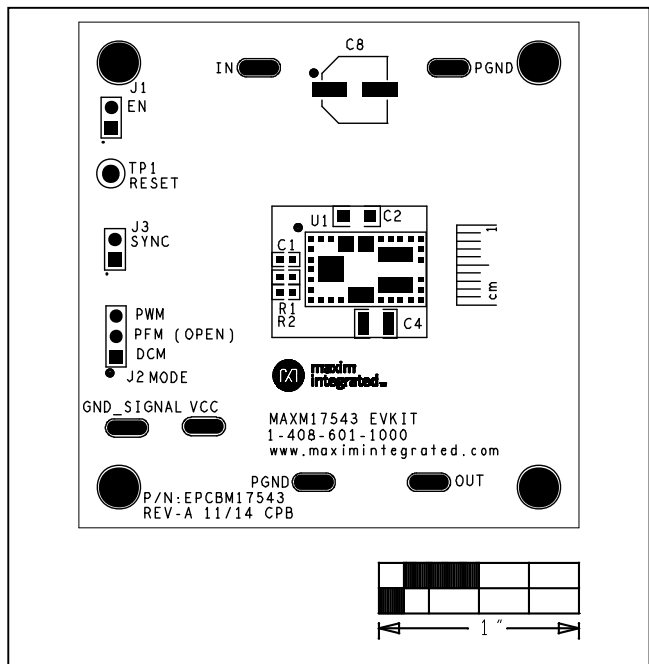 C8
IN
PGND
J1
EN
TP1
RESET
J3
SYNC
U1
C2
C1
R1
R2
C4
1
cm
PWM
PFM (OPEN)
DCM
J2 MODE
maxim
integrated™
GND_SIGNAL VCC
MAXM17543 EVKIT
1-408-601-1000
www.maximintegrated.com
PGND
OUT
P/N:EPCBM17543
REV-A 11/14 CPB
1"